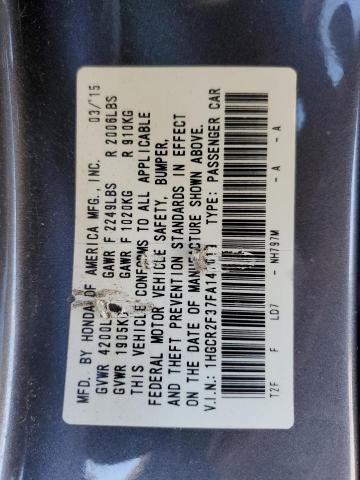 MFD. BY HONDA OF AMERICA MFG., INC. 03/'15
GVWR 4200L GAWR F 2249LBS R 2006LBS
GVWR 1905KG GAWR F 1020KG R 910KG
THIS VEHICLE CONFORMS TO ALL APPLICABLE
FEDERAL MOTOR VEHICLE SAFETY, BUMPER,
AND THEFT PREVENTION STANDARDS IN EFFECT
ON THE DATE OF MANUFACTURE SHOWN ABOVE.
V.I.N.: TYPE: PASSENGER CAR
T2F F LD7 - NH797M - A - A